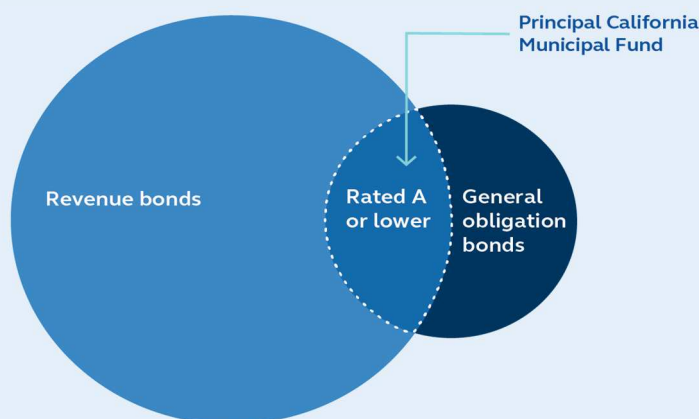 Principal California
Municipal Fund
Revenue bonds
Rated A
or lower
General
obligation
bonds